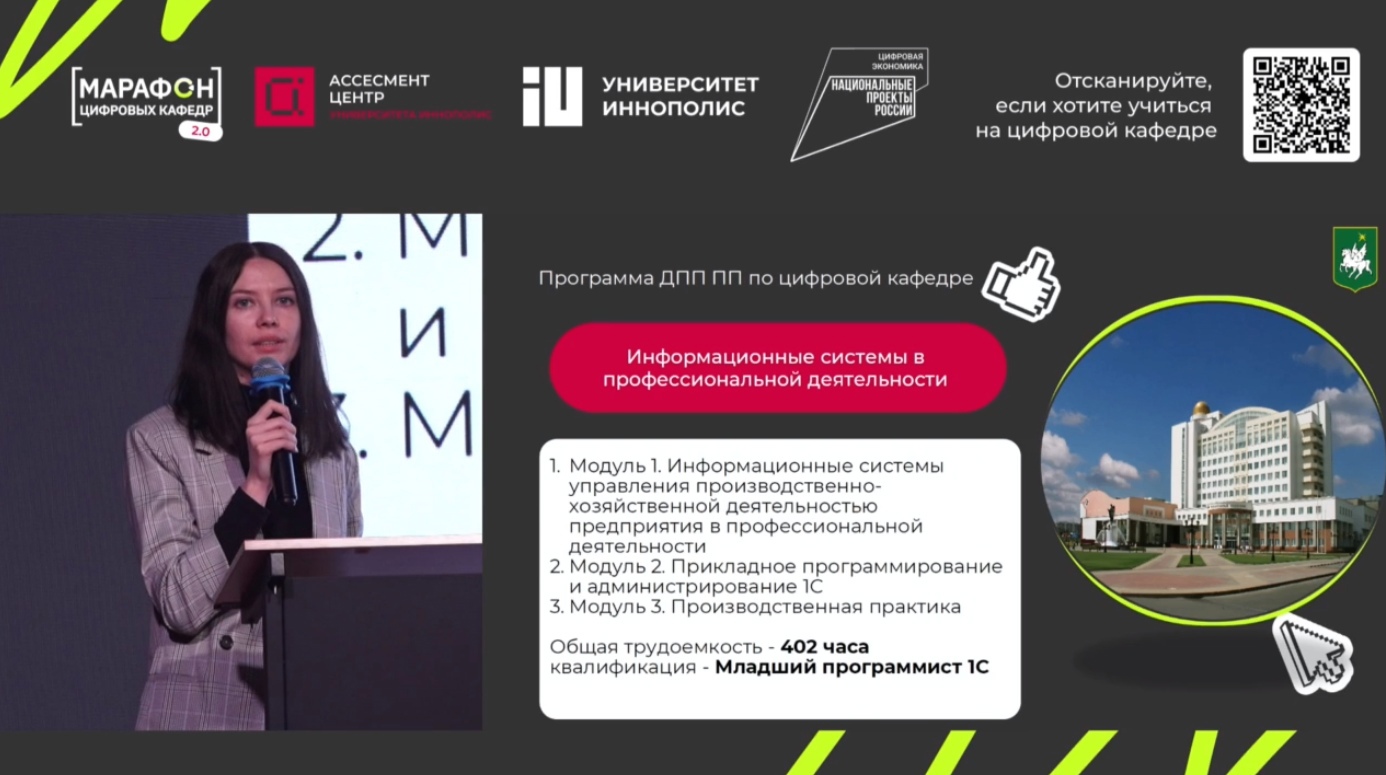 МАРАФОН
ЦИФРОВЫХ КАФЕДР
2.0
АССЕСМЕНТ
ЦЕНТР
УНИВЕРСИТЕТА ИННОПОЛИС
УНИВЕРСИТЕТ
ИННОПОЛИС
ЦИФРОВАЯ
ЭКОНОМИКА
НАЦИОНАЛЬНЫЕ
ПРОЕКТЫ
РОССИИ
Отсканируйте,
если хотите учиться
на цифровой кафедре
2. М
и
3. М
Программа ДПП ПП по цифровой кафедре
Информационные системы в
профессиональной деятельности
1. Модуль 1. Информационные системы
управления производственно-
хозяйственной деятельностью
предприятия в профессиональной
деятельности
2. Модуль 2. Прикладное программирование
и администрирование 1С
3. Модуль 3. Производственная практика
Общая трудоемкость - 402 часа
квалификация - Младший программист 1С